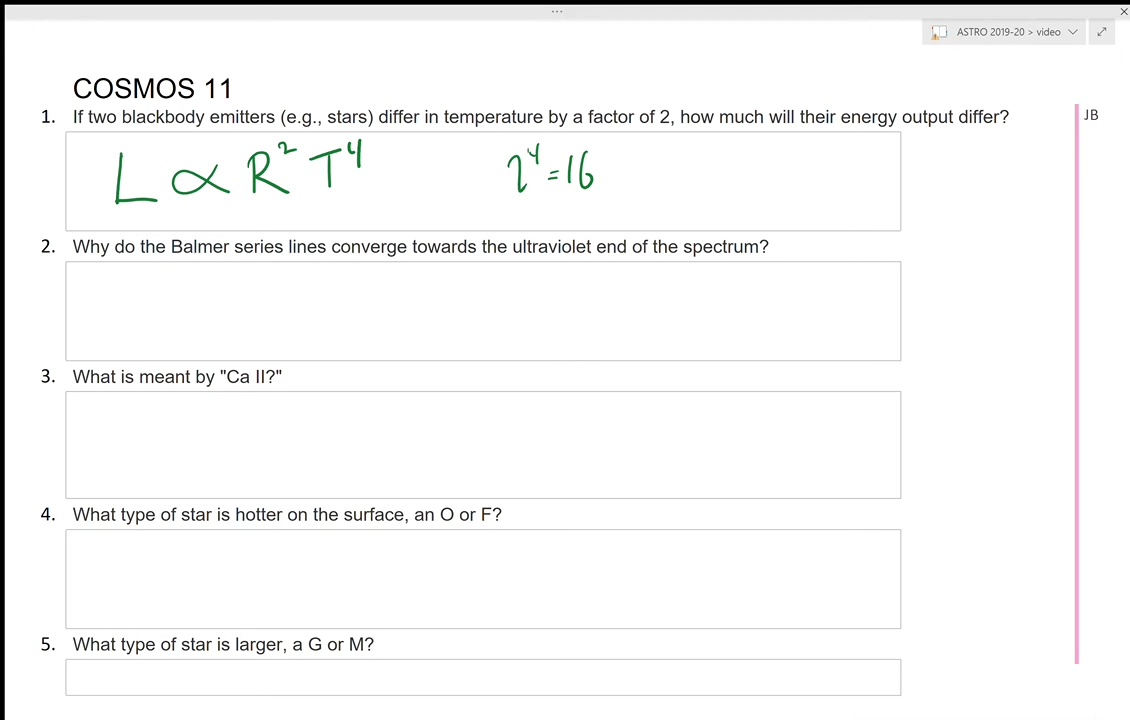 ASTRO 2019-20 > video
COSMOS 11
1. If two blackbody emitters (e.g., stars) differ in temperature by a factor of 2, how much will their energy output differ?
JB
L ∝ R² T⁴ 2⁴ = 16
2. Why do the Balmer series lines converge towards the ultraviolet end of the spectrum?
3. What is meant by "Ca II?"
4. What type of star is hotter on the surface, an O or F?
5. What type of star is larger, a G or M?